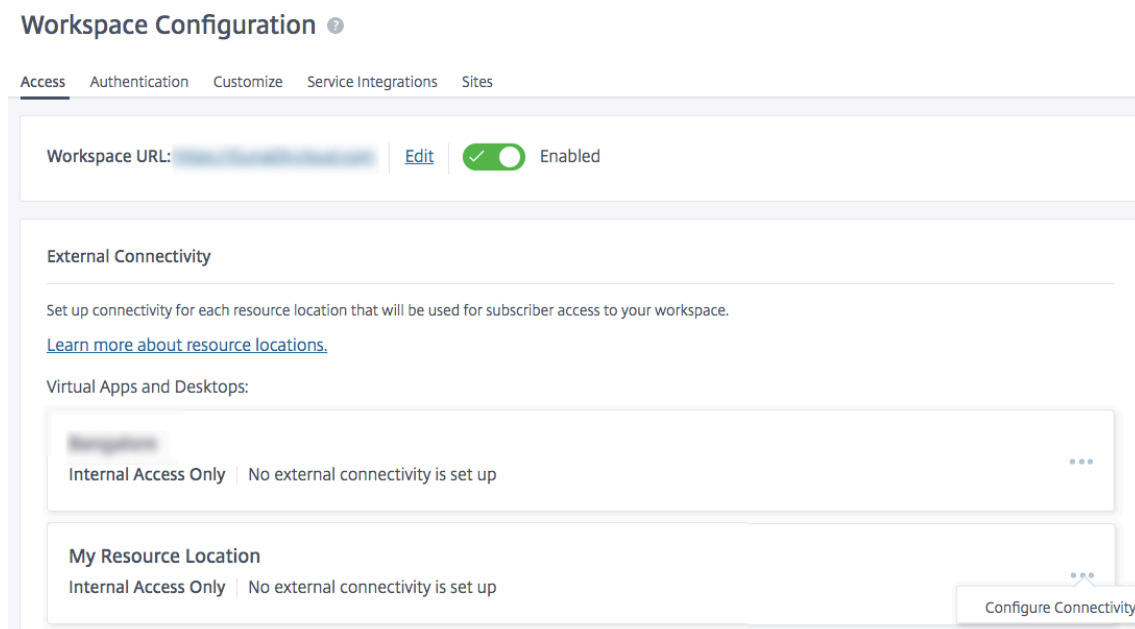 Workspace Configuration ?
Access Authentication Customize Service Integrations Sites
Workspace URL: Edit Enabled
External Connectivity
Set up connectivity for each resource location that will be used for subscriber access to your workspace.
Learn more about resource locations.
Virtual Apps and Desktops:
Internal Access Only No external connectivity is set up
My Resource Location
Internal Access Only No external connectivity is set up
Configure Connectivity